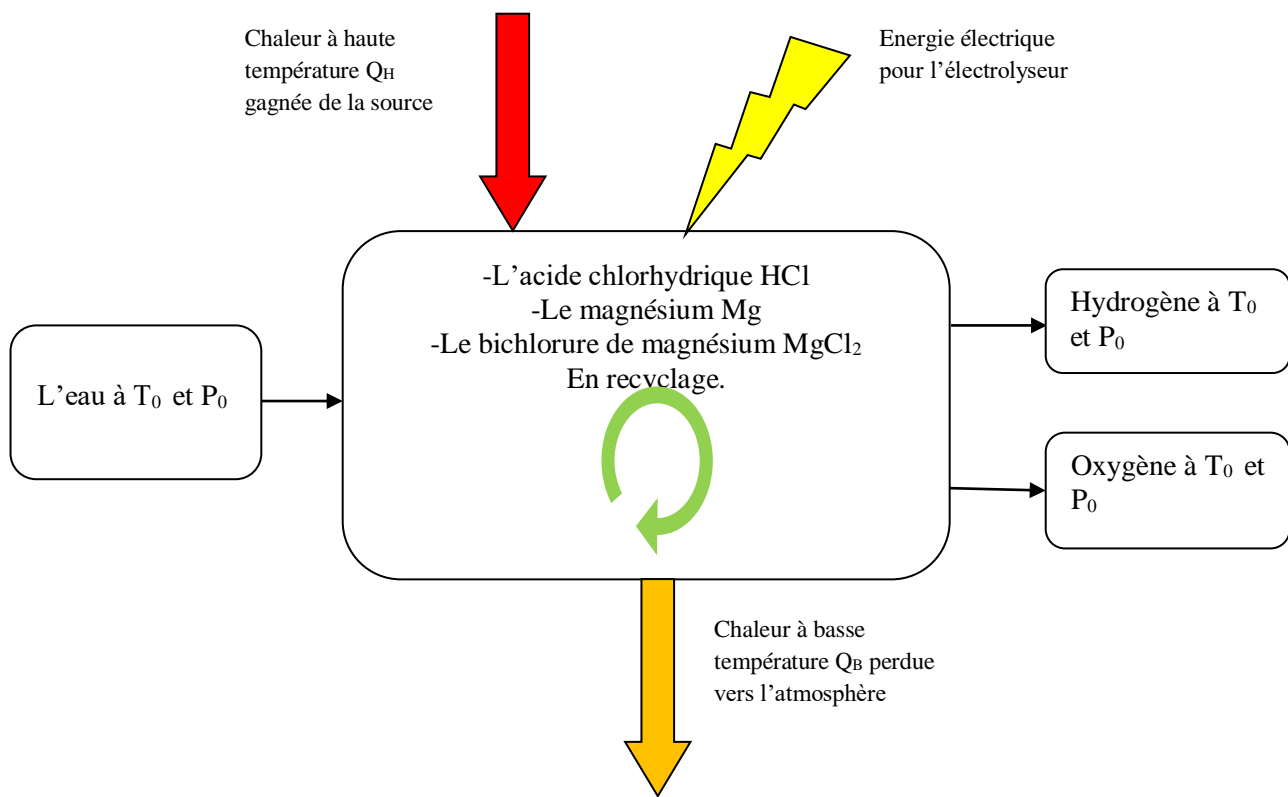 Chaleur à haute
température QH
gagnée de la source
Energie électrique
pour l’électrolyseur
-L’acide chlorhydrique HCl
-Le magnésium Mg
-Le bichlorure de magnésium MgCl₂
En recyclage.
L’eau à T₀ et P₀
Hydrogène à T₀
et P₀
Oxygène à T₀ et
P₀
Chaleur à basse
température QB perdue
vers l’atmosphère